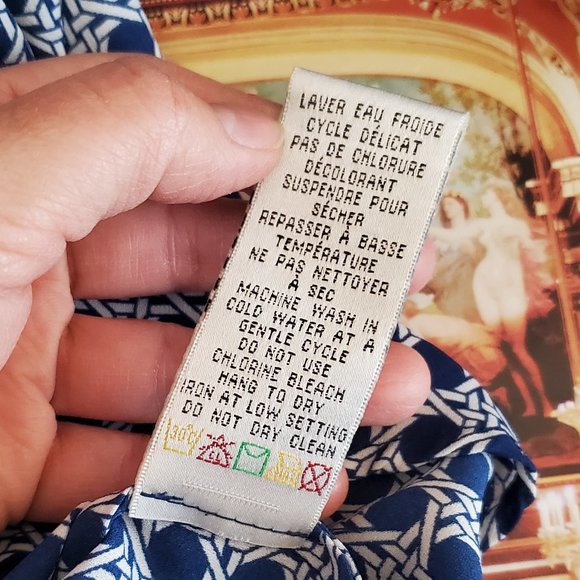 LAVER EAU FROIDE
CYCLE DÉLICAT
PAS DE CHLORURE
DÉCOLORANT
SUSPENDRE POUR
SÉCHER
REPASSER À BASSE
TEMPÉRATURE
NE PAS NETTOYER
À SEC
MACHINE WASH IN
COLD WATER AT A
GENTLE CYCLE
DO NOT USE
CHLORINE BLEACH
HANG TO DRY
IRON AT LOW SETTING
DO NOT DRY CLEAN